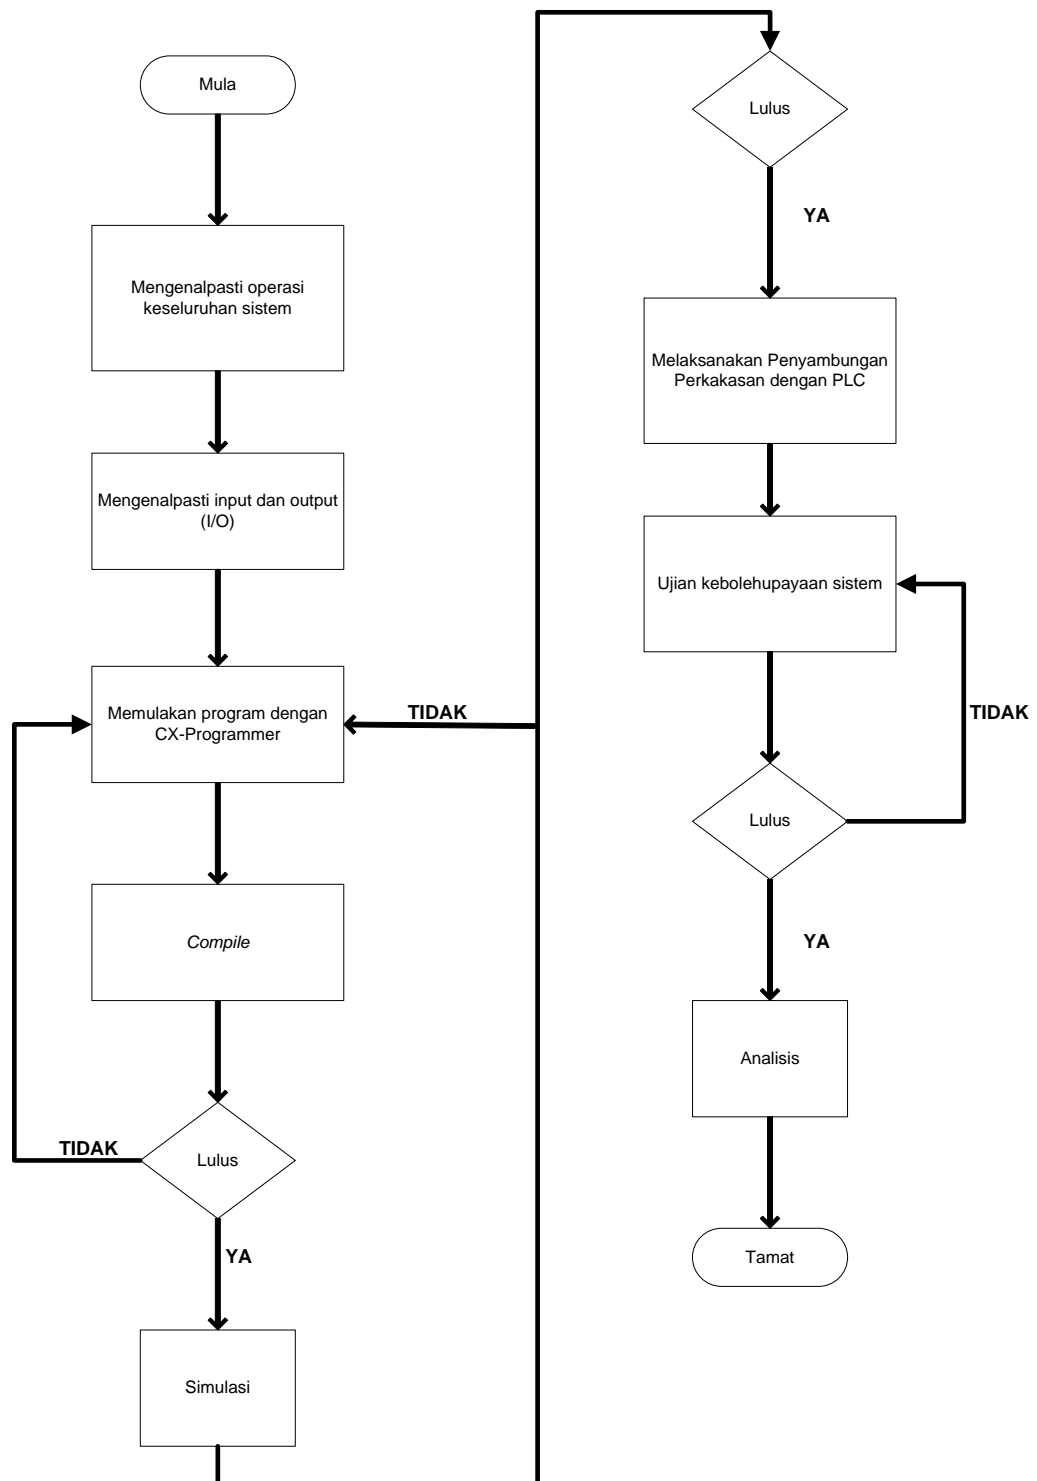 Mula
Mengenalpasti operasi
keseluruhan sistem
Mengenalpasti input dan output
(I/O)
Memulakan program dengan
CX-Programmer
TIDAK
Compile
Lulus
TIDAK
YA
Simulasi
Lulus
YA
Melaksanakan Penyambungan
Perkakasan dengan PLC
Ujian kebolehupayaan sistem
TIDAK
Lulus
YA
Analisis
Tamat